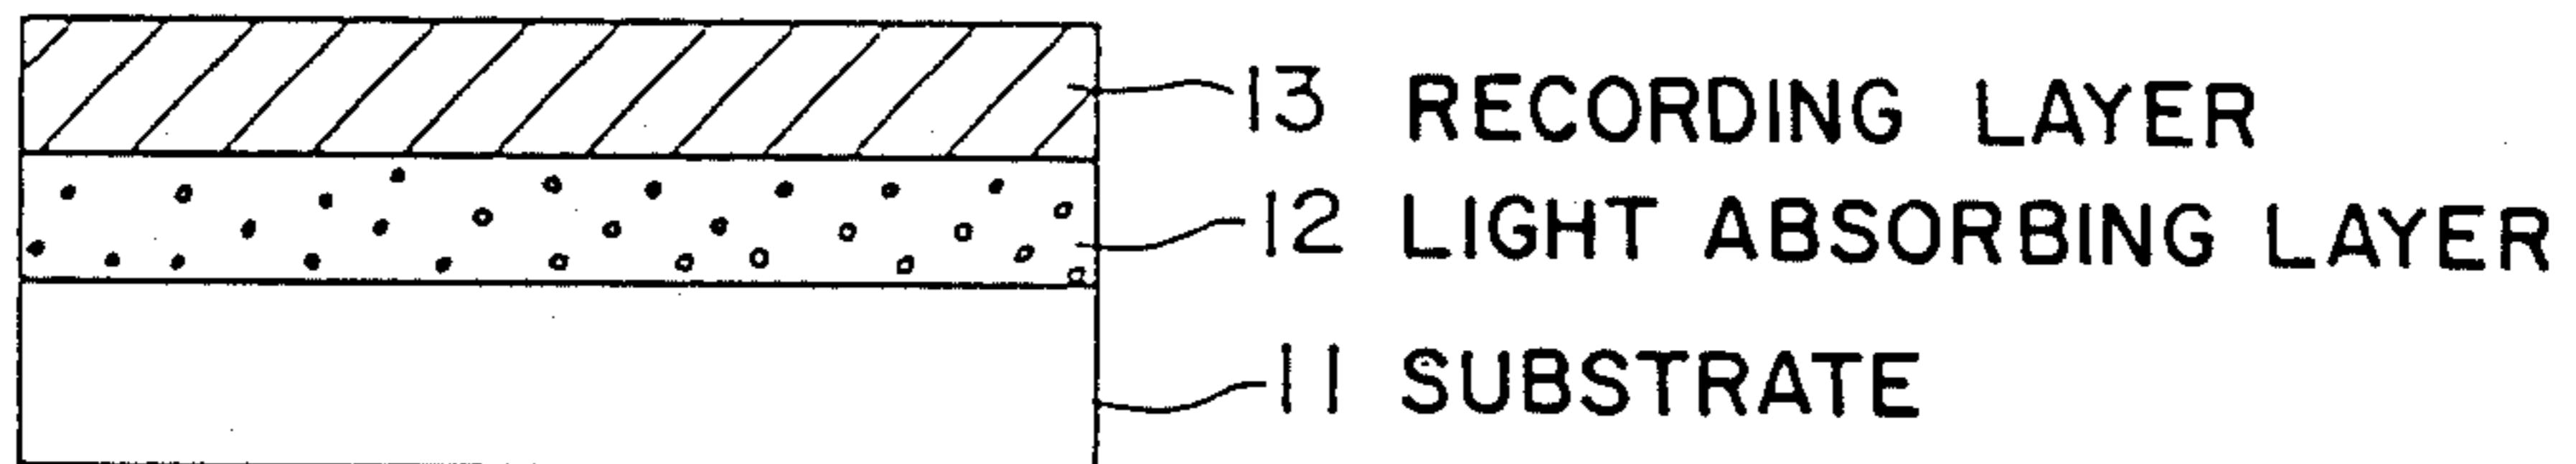 13 RECORDING LAYER
12 LIGHT ABSORBING LAYER
11 SUBSTRATE